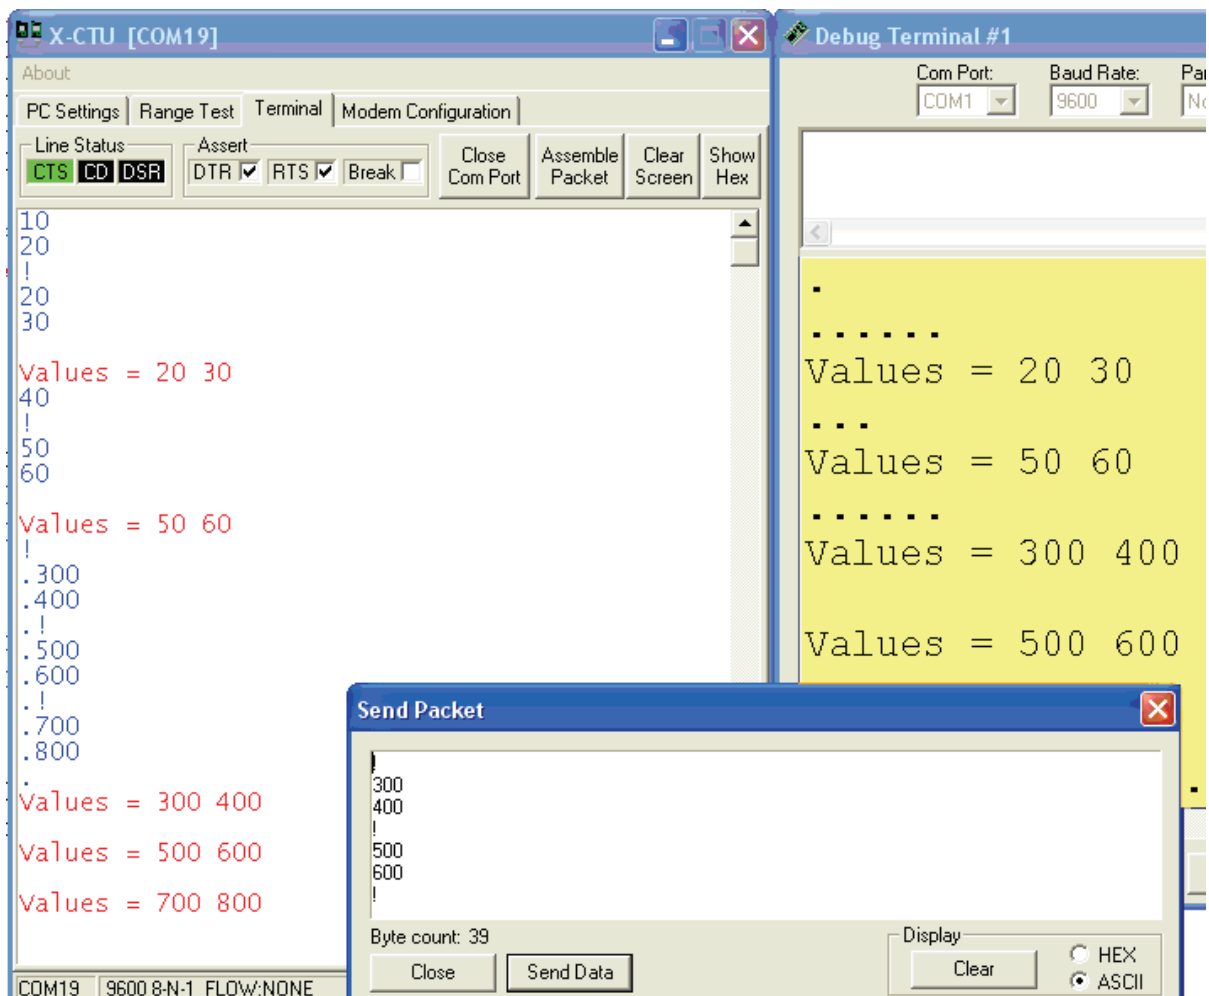 X-CTU [COM19]
About
PC Settings Range Test Terminal Modem Configuration
Line Status
CTS CD DSR
Assert
DTR RTS Break
Close Com Port
Assemble Packet
Clear Screen
Show Hex
10
20
!
20
30
Values = 20 30
40
!
50
60
Values = 50 60
!
.300
.400
.!
.500
.600
.!
.700
.800
.
Values = 300 400
Values = 500 600
Values = 700 800
COM19 9600 8-N-1 FLOW:NONE
Debug Terminal #1
Com Port: Baud Rate:
COM1 9600
.
......
Values = 20 30
...
Values = 50 60
......
Values = 300 400
Values = 500 600
.
Send Packet
!
300
400
!
500
600
!
Byte count: 39
Close Send Data
Display
Clear
HEX
ASCII